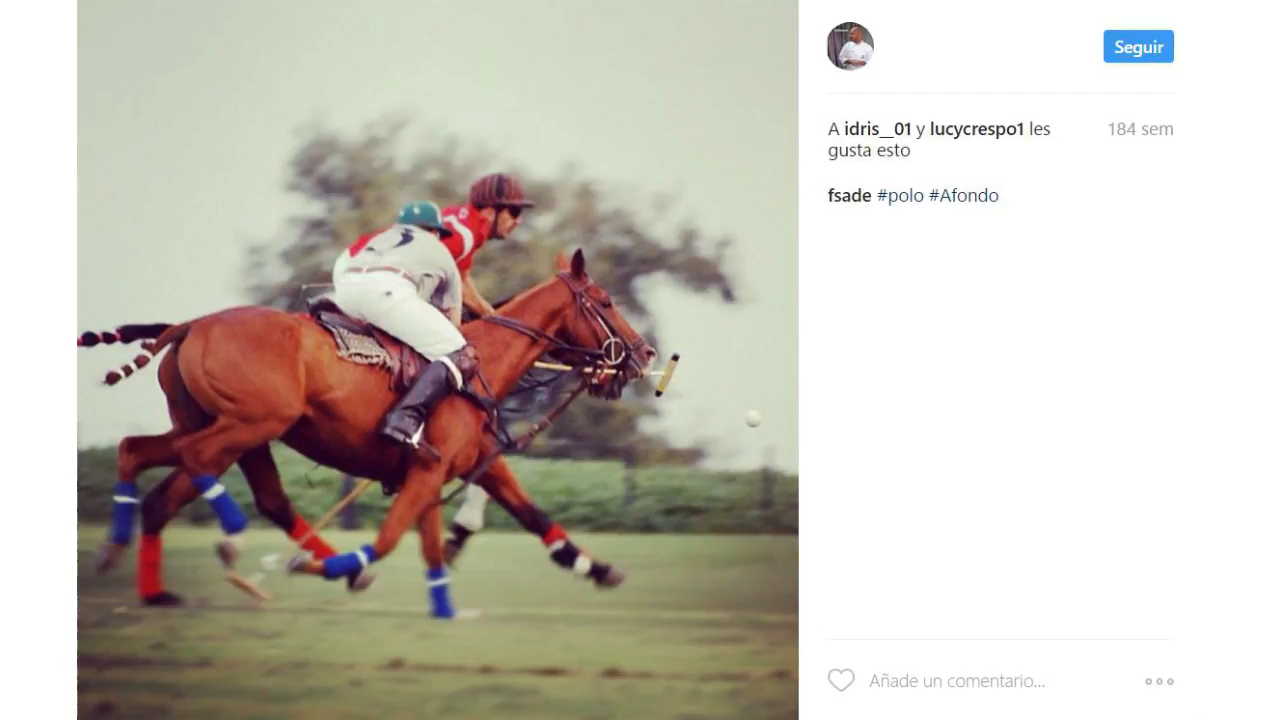 Seguir
A idris__01 y lucycrespo1 les
gusta esto
184 sem
fsade #polo #Afondo
Añade un comentario...